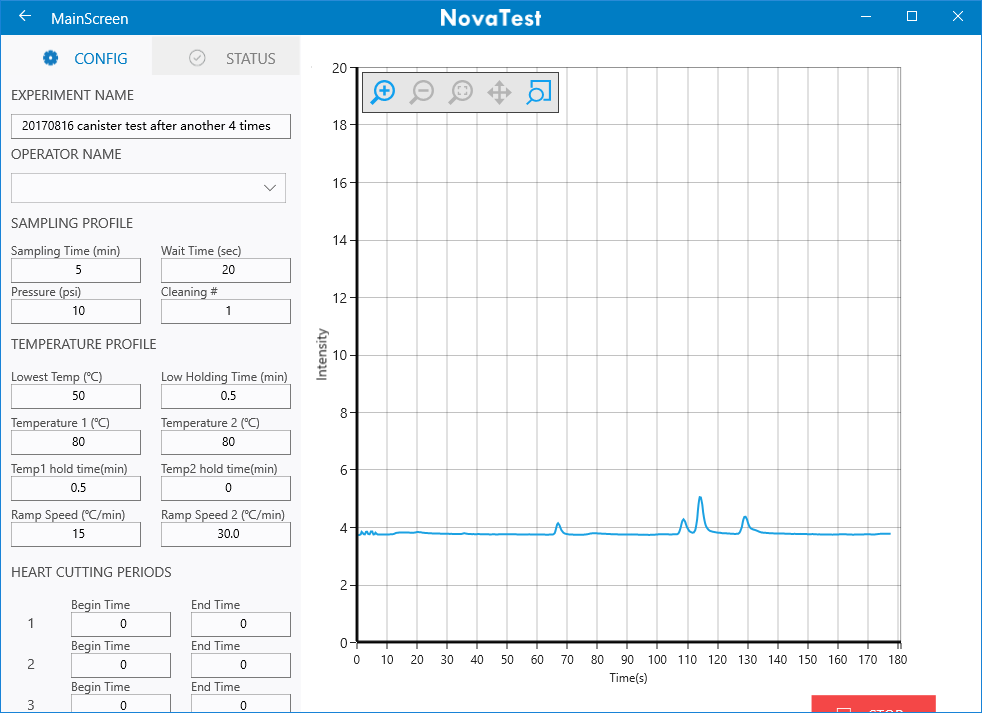 MainScreen
NovaTest
CONFIG
STATUS
EXPERIMENT NAME
20170816 canister test after another 4 times
OPERATOR NAME
SAMPLING PROFILE
Sampling Time (min) Wait Time (sec)
5 20
Pressure (psi) Cleaning #
10 1
TEMPERATURE PROFILE
Lowest Temp (℃) Low Holding Time (min)
50 0.5
Temperature 1 (℃) Temperature 2 (℃)
80 80
Temp1 hold time(min) Temp2 hold time(min)
0.5 0
Ramp Speed (℃/min) Ramp Speed 2 (℃/min)
15 30.0
HEART CUTTING PERIODS
Begin Time End Time
1 0 0
Begin Time End Time
2 0 0
Begin Time End Time
3 0 0
20
18
16
14
12
10
8
6
4
2
0
Intensity
0 10 20 30 40 50 60 70 80 90 100 110 120 130 140 150 160 170 180
Time(s)
STOP